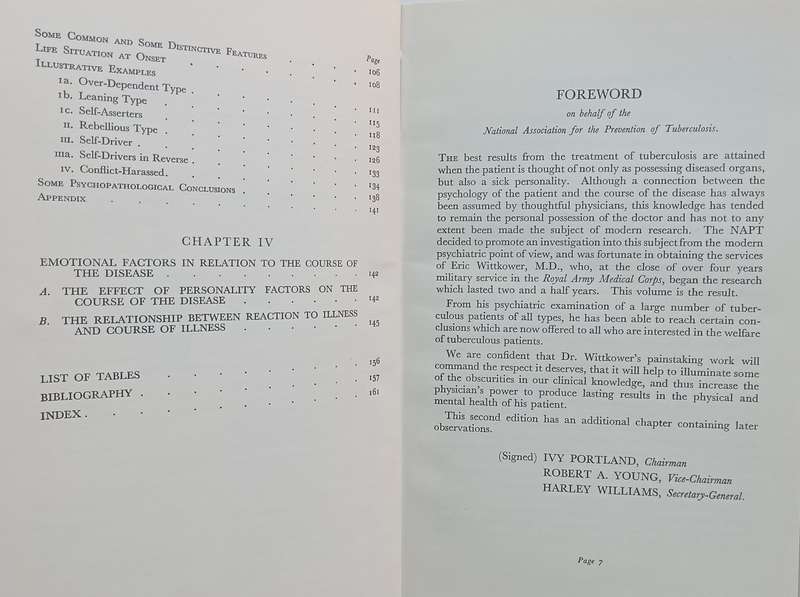 Page
SOME COMMON AND SOME DISTINCTIVE FEATURES . . . . 106
LIFE SITUATION AT ONSET . . . . . . . 108
ILLUSTRATIVE EXAMPLES
Ia. Over-Dependent Type . . . . . . . 111
Ib. Leaning Type . . . . . . . 115
Ic. Self-Asserters . . . . . . . 118
II. Rebellious Type . . . . . . . 123
III. Self-Driver . . . . . . . 126
IIIa. Self-Drivers in Reverse . . . . . . . 133
IV. Conflict-Harassed . . . . . . . 134
SOME PSYCHOPATHOLOGICAL CONCLUSIONS . . . . . 138
APPENDIX . . . . . . . . . 141
CHAPTER IV
EMOTIONAL FACTORS IN RELATION TO THE COURSE OF
THE DISEASE . . . . . . . . 142
A. THE EFFECT OF PERSONALITY FACTORS ON THE
COURSE OF THE DISEASE . . . . . 142
B. THE RELATIONSHIP BETWEEN REACTION TO ILLNESS
AND COURSE OF ILLNESS . . . . . 145
LIST OF TABLES . . . . . . . . 156
BIBLIOGRAPHY . . . . . . . . . 157
INDEX . . . . . . . . . . . 161
FOREWORD
on behalf of the
National Association for the Prevention of Tuberculosis.
THE best results from the treatment of tuberculosis are attained
when the patient is thought of not only as possessing diseased organs,
but also a sick personality. Although a connection between the
psychology of the patient and the course of the disease has always
been assumed by thoughtful physicians, this knowledge has tended
to remain the personal possession of the doctor and has not to any
extent been made the subject of modern research. The NAPT
decided to promote an investigation into this subject from the modern
psychiatric point of view, and was fortunate in obtaining the services
of Eric Wittkower, M.D., who, at the close of over four years
military service in the Royal Army Medical Corps, began the research
which lasted two and a half years. This volume is the result.
From his psychiatric examination of a large number of tuber-
culous patients of all types, he has been able to reach certain con-
clusions which are now offered to all who are interested in the welfare
of tuberculous patients.
We are confident that Dr. Wittkower's painstaking work will
command the respect it deserves, that it will help to illuminate some
of the obscurities in our clinical knowledge, and thus increase the
physician's power to produce lasting results in the physical and
mental health of his patient.
This second edition has an additional chapter containing later
observations.
(Signed) IVY PORTLAND, Chairman
ROBERT A. YOUNG, Vice-Chairman
HARLEY WILLIAMS, Secretary-General.
Page 7